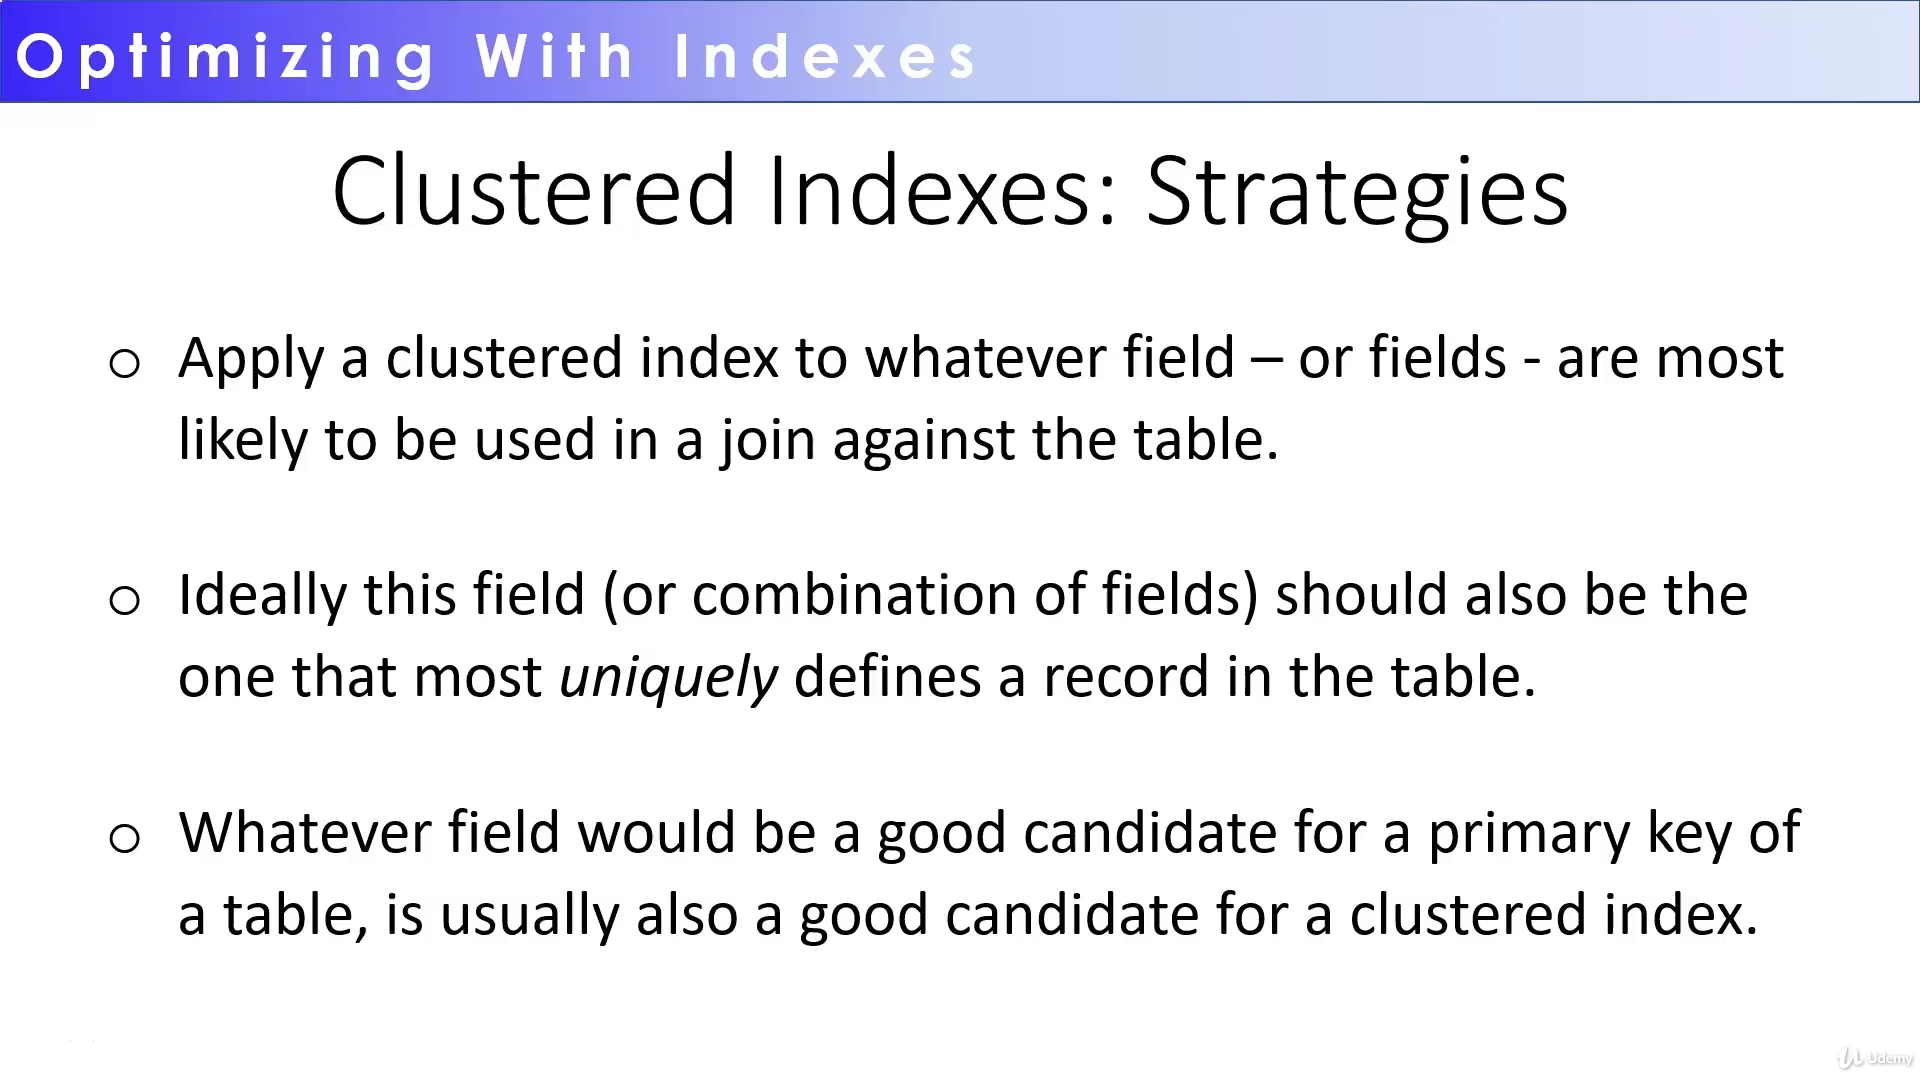 Optimizing With Indexes
Clustered Indexes: Strategies
o Apply a clustered index to whatever field – or fields - are most
likely to be used in a join against the table.
o Ideally this field (or combination of fields) should also be the
one that most uniquely defines a record in the table.
o Whatever field would be a good candidate for a primary key of
a table, is usually also a good candidate for a clustered index.
Udemy